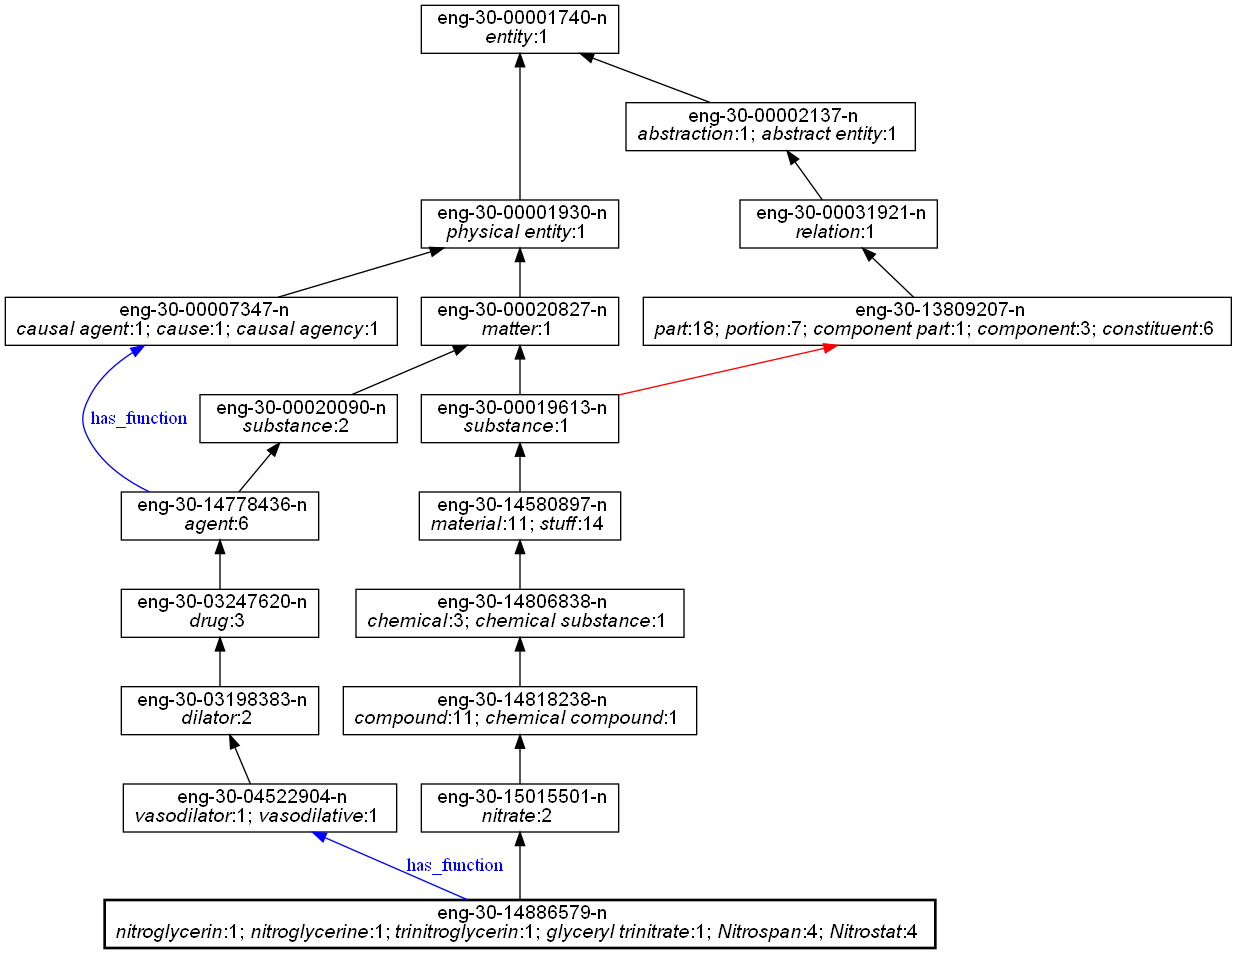 eng-30-00001740-n
entity:1
eng-30-00002137-n
abstraction:1; abstract entity:1
eng-30-00001930-n
physical entity:1
eng-30-00031921-n
relation:1
eng-30-00007347-n
causal agent:1; cause:1; causal agency:1
eng-30-00020827-n
matter:1
eng-30-13809207-n
part:18; portion:7; component part:1; component:3; constituent:6
has_function
eng-30-00020090-n
substance:2
eng-30-00019613-n
substance:1
eng-30-14778436-n
agent:6
eng-30-14580897-n
material:11; stuff:14
eng-30-03247620-n
drug:3
eng-30-14806838-n
chemical:3; chemical substance:1
eng-30-03198383-n
dilator:2
eng-30-14818238-n
compound:11; chemical compound:1
eng-30-04522904-n
vasodilator:1; vasodilative:1
eng-30-15015501-n
nitrate:2
has_function
eng-30-14886579-n
nitroglycerin:1; nitroglycerine:1; trinitroglycerin:1; glyceryl trinitrate:1; Nitrospan:4; Nitrostat:4